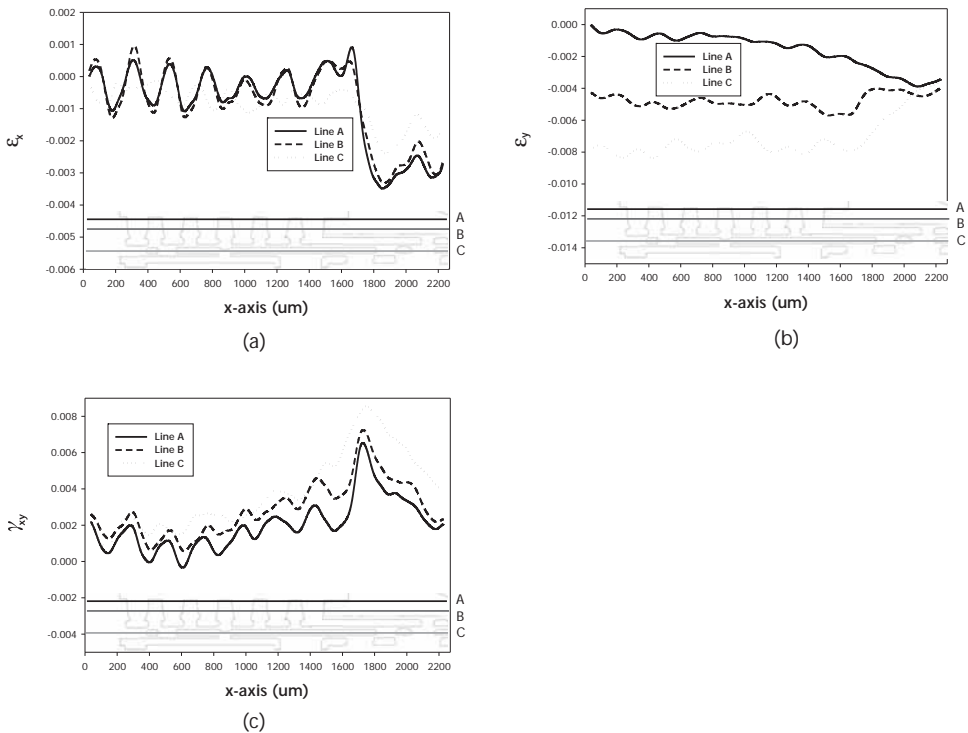 0.002
0.001
0.000
-0.001
-0.002
-0.003
-0.004
-0.005
-0.006
εx
Line A
Line B
Line C
A
B
C
0 200 400 600 800 1000 1200 1400 1600 1800 2000 2200
x-axis (um)
(a)
0.000
-0.002
-0.004
-0.006
-0.008
-0.010
-0.012
-0.014
εy
Line A
Line B
Line C
A
B
C
0 200 400 600 800 1000 1200 1400 1600 1800 2000 2200
x-axis (um)
(b)
0.008
0.006
0.004
0.002
0.000
-0.002
-0.004
γxy
Line A
Line B
Line C
A
B
C
0 200 400 600 800 1000 1200 1400 1600 1800 2000 2200
x-axis (um)
(c)